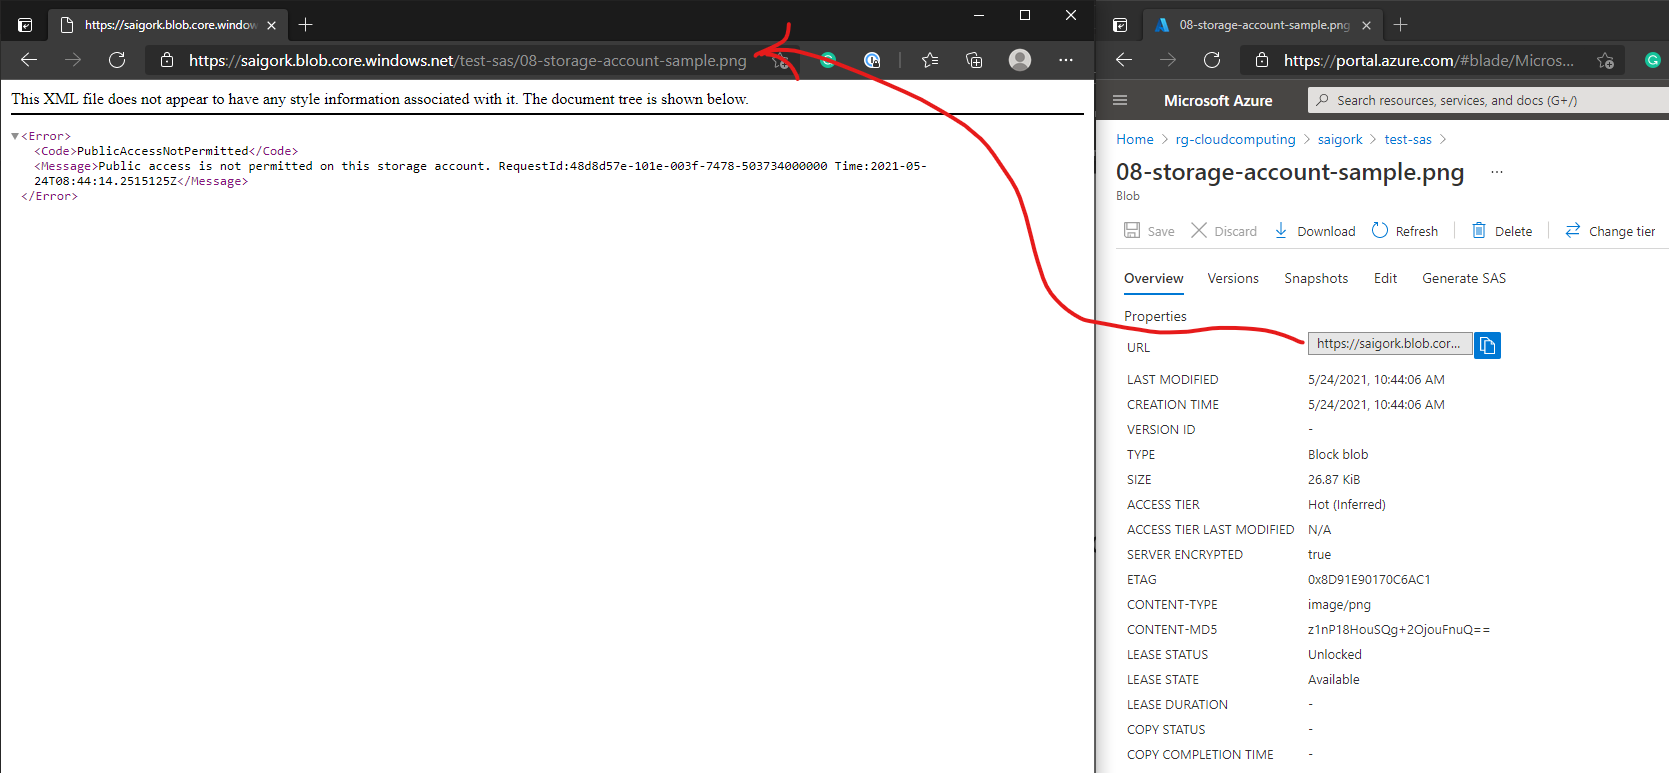 https://saigork.blob.core.window
https://saigork.blob.core.windows.net/test-sas/08-storage-account-sample.png
This XML file does not appear to have any style information associated with it. The document tree is shown below.
<Error>
<Code>PublicAccessNotPermitted</Code>
<Message>Public access is not permitted on this storage account. RequestId:48d8d57e-101e-003f-7478-503734000000 Time:2021-05-
24T08:44:14.2515125Z</Message>
</Error>
08-storage-account-sample.png
https://portal.azure.com/#blade/Micros...
Microsoft Azure
Search resources, services, and docs (G+/)
Home > rg-cloudcomputing > saigork > test-sas >
08-storage-account-sample.png ...
Blob
Save Discard Download Refresh Delete Change tier
Overview Versions Snapshots Edit Generate SAS
Properties
URL https://saigork.blob.cor...
LAST MODIFIED 5/24/2021, 10:44:06 AM
CREATION TIME 5/24/2021, 10:44:06 AM
VERSION ID -
TYPE Block blob
SIZE 26.87 KiB
ACCESS TIER Hot (Inferred)
ACCESS TIER LAST MODIFIED N/A
SERVER ENCRYPTED true
ETAG 0x8D91E90170C6AC1
CONTENT-TYPE image/png
CONTENT-MD5 z1nP18HouSQg+2OjouFnuQ==
LEASE STATUS Unlocked
LEASE STATE Available
LEASE DURATION -
COPY STATUS -
COPY COMPLETION TIME -